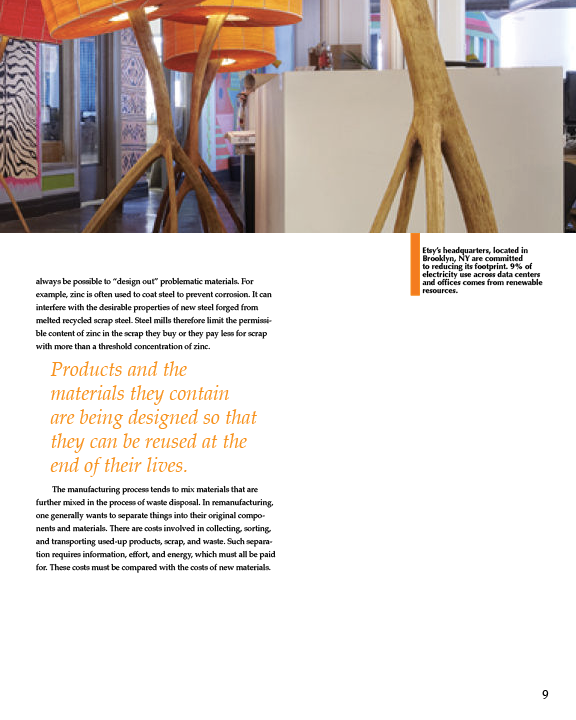 Etsy's headquarters, located in
Brooklyn, NY are committed
to reducing its footprint. 9% of
electricity use across data centers
and offices comes from renewable
resources.
always be possible to “design out” problematic materials. For
example, zinc is often used to coat steel to prevent corrosion. It can
interfere with the desirable properties of new steel forged from
melted recycled scrap steel. Steel mills therefore limit the permissi-
ble content of zinc in the scrap they buy or they pay less for scrap
with more than a threshold concentration of zinc.
Products and the
materials they contain
are being designed so that
they can be reused at the
end of their lives.
The manufacturing process tends to mix materials that are
further mixed in the process of waste disposal. In remanufacturing,
one generally wants to separate things into their original compo-
nents and materials. There are costs involved in collecting, sorting,
and transporting used-up products, scrap, and waste. Such separa-
tion requires information, effort, and energy, which must all be paid
for. These costs must be compared with the costs of new materials.
9